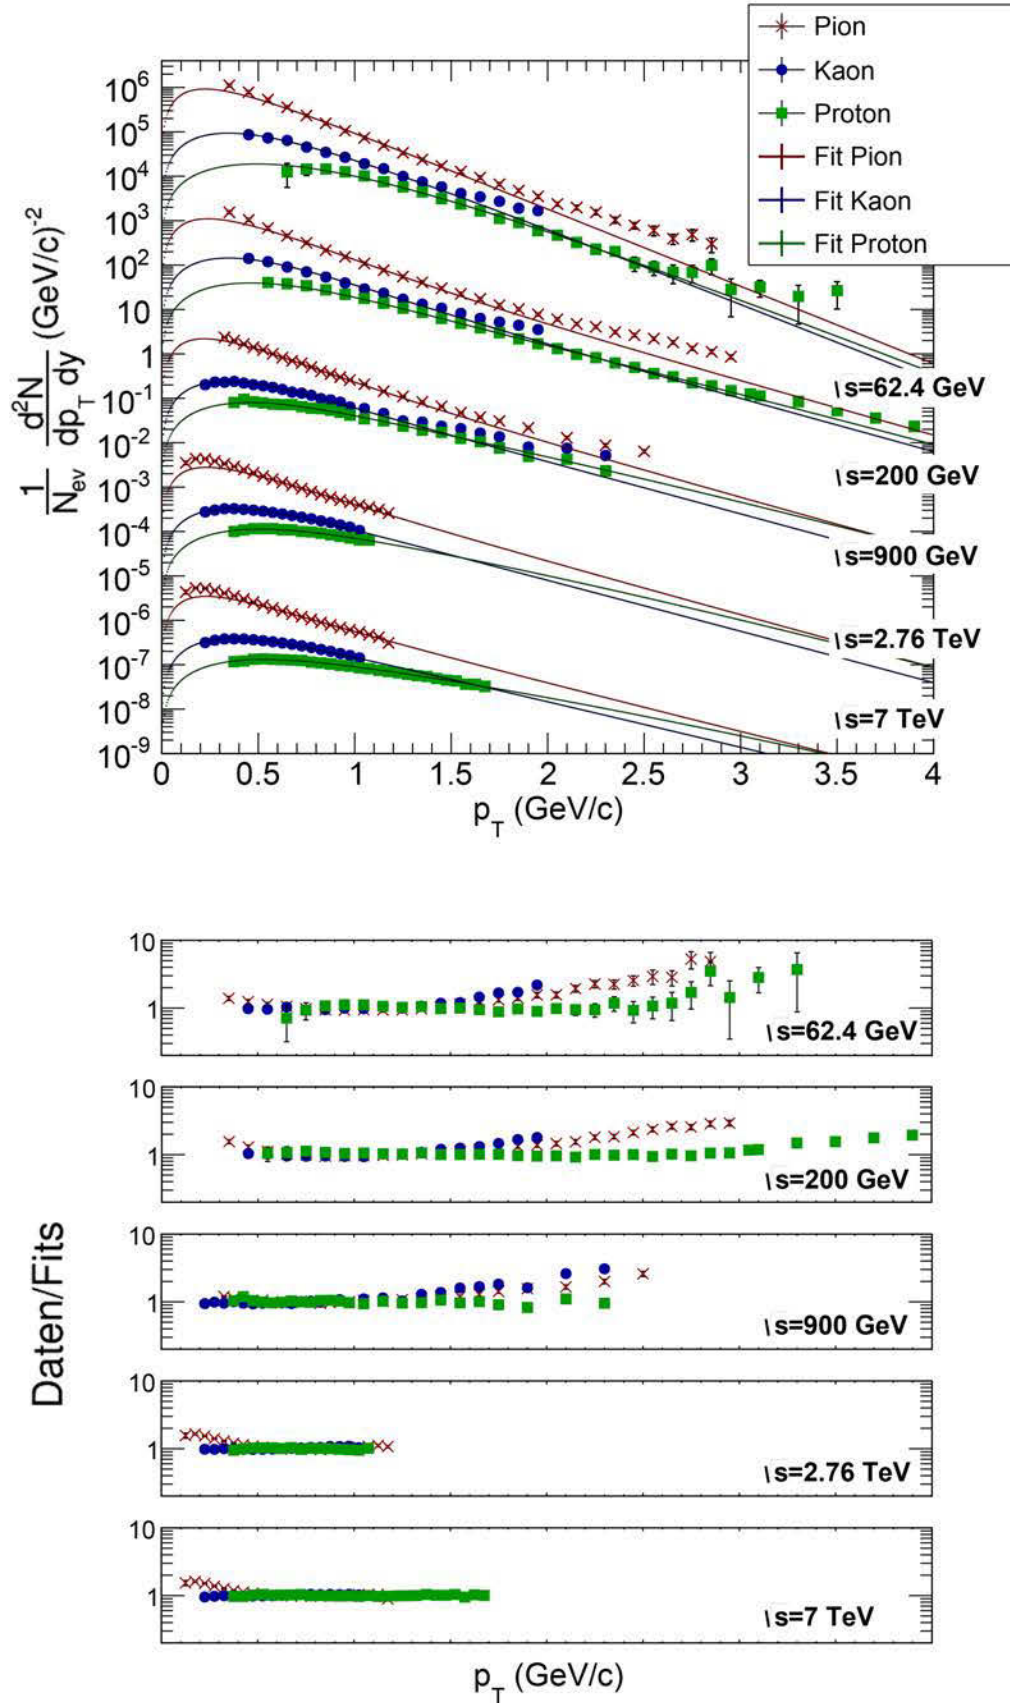 Pion
Kaon
Proton
Fit Pion
Fit Kaon
Fit Proton
10^6
10^5
10^4
10^3
10^2
10
1
10^-1
10^-2
10^-3
10^-4
10^-5
10^-6
10^-7
10^-8
10^-9
1/N_ev d^2N/dp_T dy (GeV/c)^-2
\s=62.4 GeV
\s=200 GeV
\s=900 GeV
\s=2.76 TeV
\s=7 TeV
0 0.5 1 1.5 2 2.5 3 3.5 4
p_T (GeV/c)
Daten/Fits
10
1
\s=62.4 GeV
10
1
\s=200 GeV
10
1
\s=900 GeV
10
1
\s=2.76 TeV
10
1
\s=7 TeV
p_T (GeV/c)